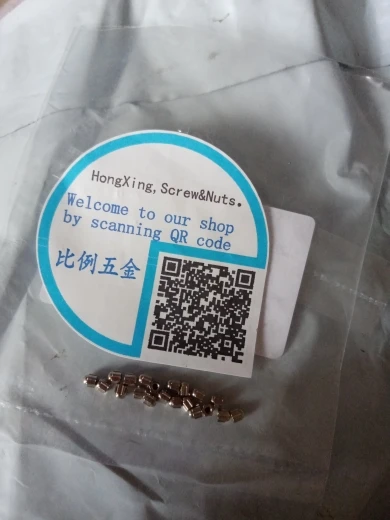 HongXing,Screw&Nuts.
Welcome to our shop
by scanning QR code
比例五金